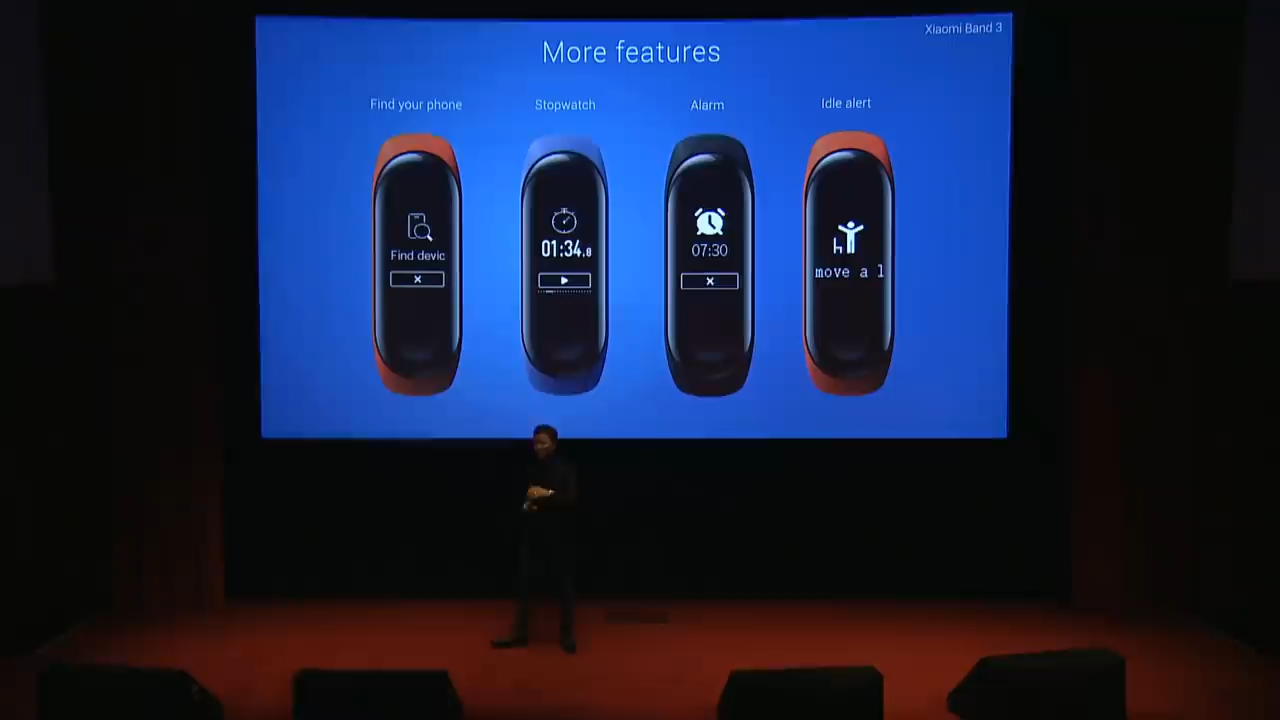 Xiaomi Band 3
More features
Find your phone
Stopwatch
Alarm
Idle alert
Find devic
01:34.8
07:30
move a l